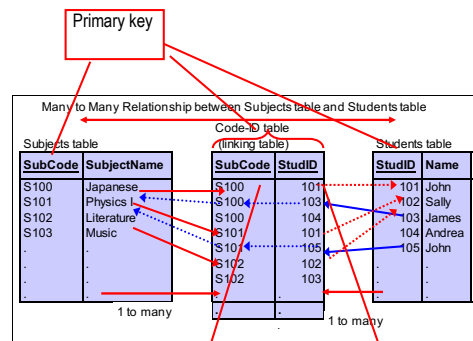 Primary key
Many to Many Relationship between Subjects table and Students table
Code-ID table
Subjects table
(linking table)
Students table
SubCode SubjectName
S100 Japanese
S101 Physics I
S102 Literature
S103 Music
. .
. .
. .
SubCode StudID
S100 101
S100 103
S100 104
S101 101
S101 105
S102 102
S102 103
. .
. .
StudID Name
101 John
102 Sally
103 James
104 Andrea
105 John
. .
. .
. .
1 to many
1 to many